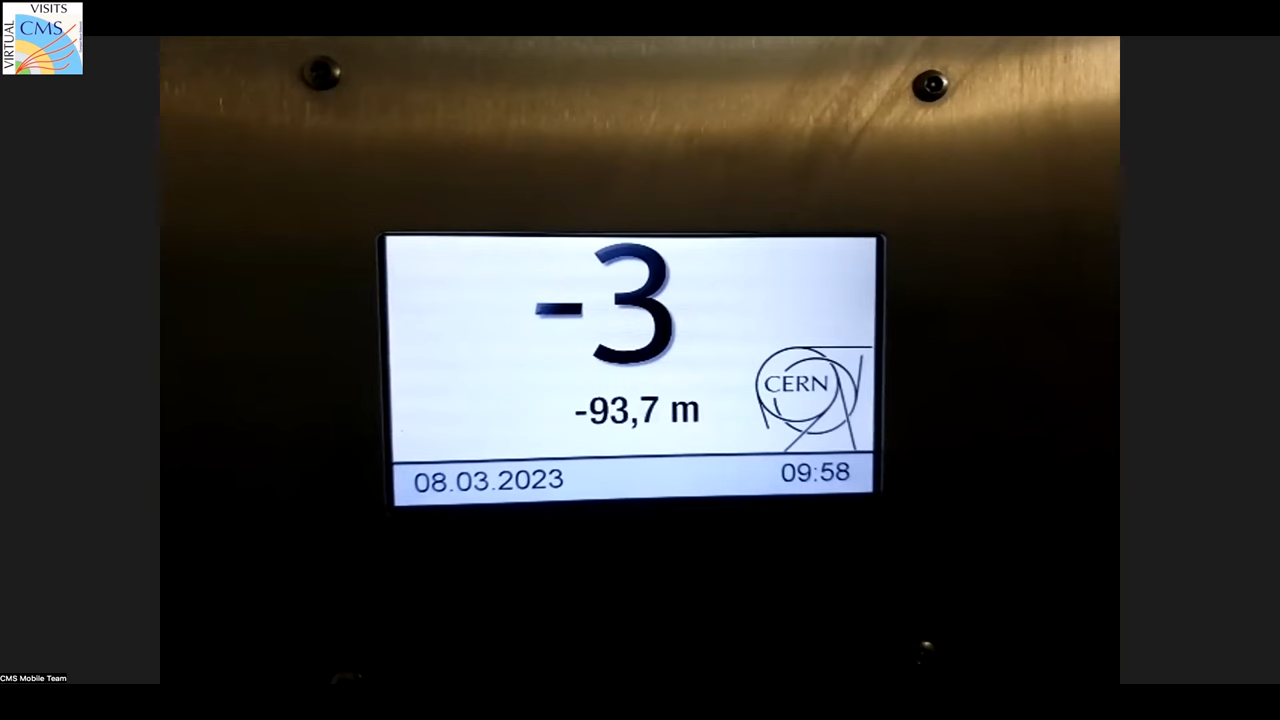 VISITS
VIRTUAL
CMS
-3
-93,7 m
CERN
08.03.2023
09:58
CMS Mobile Team